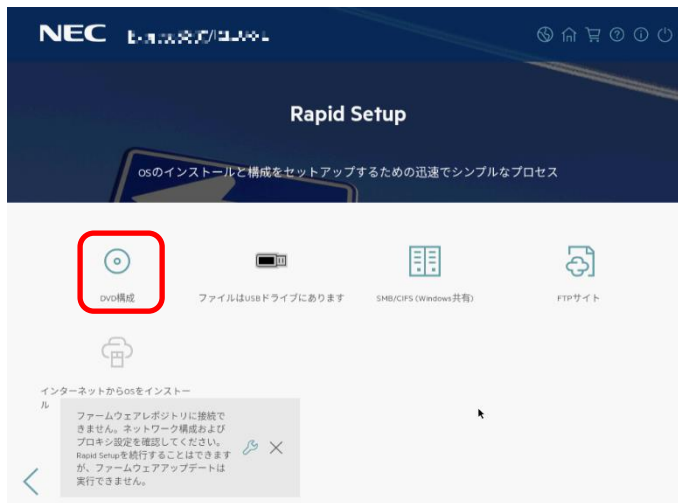 NEC
Rapid Setup
osのインストールと構成をセットアップするための迅速でシンプルなプロセス
DVD構成
ファイルはUSBドライブにあります
SMB/CIFS (Windows共有)
FTPサイト
インターネットからosをインストー
ル
ファームウェアレポジトリに接続で
きません。ネットワーク構成および
プロキシ設定を確認してください。
Rapid Setupを続行することはできます
が、ファームウェアアップデートは
実行できません。